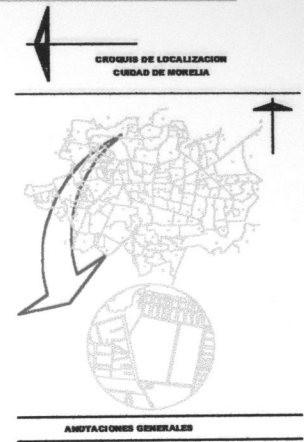 CROQUIS DE LOCALIZACION
CUIDAD DE MORELIA
ANOTACIONES GENERALES